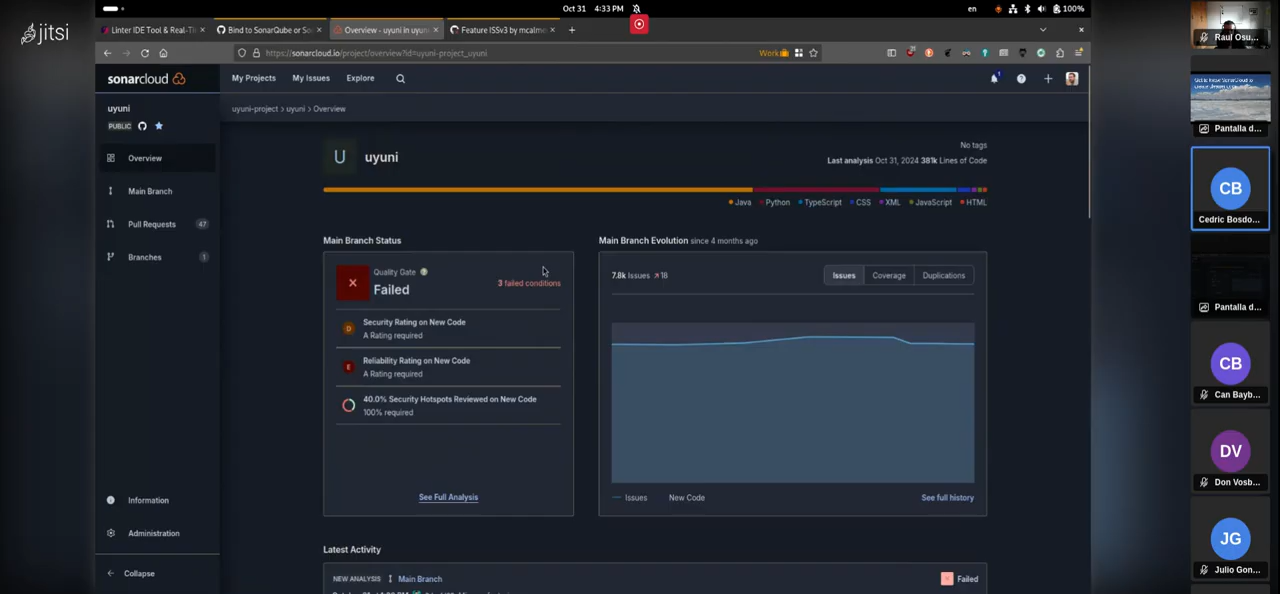 jitsi
Oct 31 4:33 PM
en
100%
Linter IDE Tool & Real-Ti
Bind to SonarQube or So
Overview - uyuni in uyuni
Feature ISSv3 by mcalme
https://sonarcloud.io/project/overview?id=uyuni-project_uyuni
Work
sonarcloud
My Projects
My Issues
Explore
1
uyuni
PUBLIC
Overview
Main Branch
Pull Requests
47
Branches
1
Information
Administration
Collapse
uyuni-project > uyuni > Overview
U
uyuni
No tags
Last analysis Oct 31, 2024 381k Lines of Code
Java
Python
TypeScript
CSS
XML
JavaScript
HTML
Main Branch Status
Quality Gate
Failed
3 failed conditions
D
Security Rating on New Code
A Rating required
E
Reliability Rating on New Code
A Rating required
40.0% Security Hotspots Reviewed on New Code
100% required
See Full Analysis
Main Branch Evolution since 4 months ago
7.8k Issues 18
Issues
Coverage
Duplications
Issues
New Code
See full history
Latest Activity
NEW ANALYSIS
Main Branch
Failed
Raul Osu...
Pantalla d...
CB
Cedric Bosdo...
Pantalla d...
CB
Can Bayb...
DV
Don Vosb...
JG
Julio Gon...